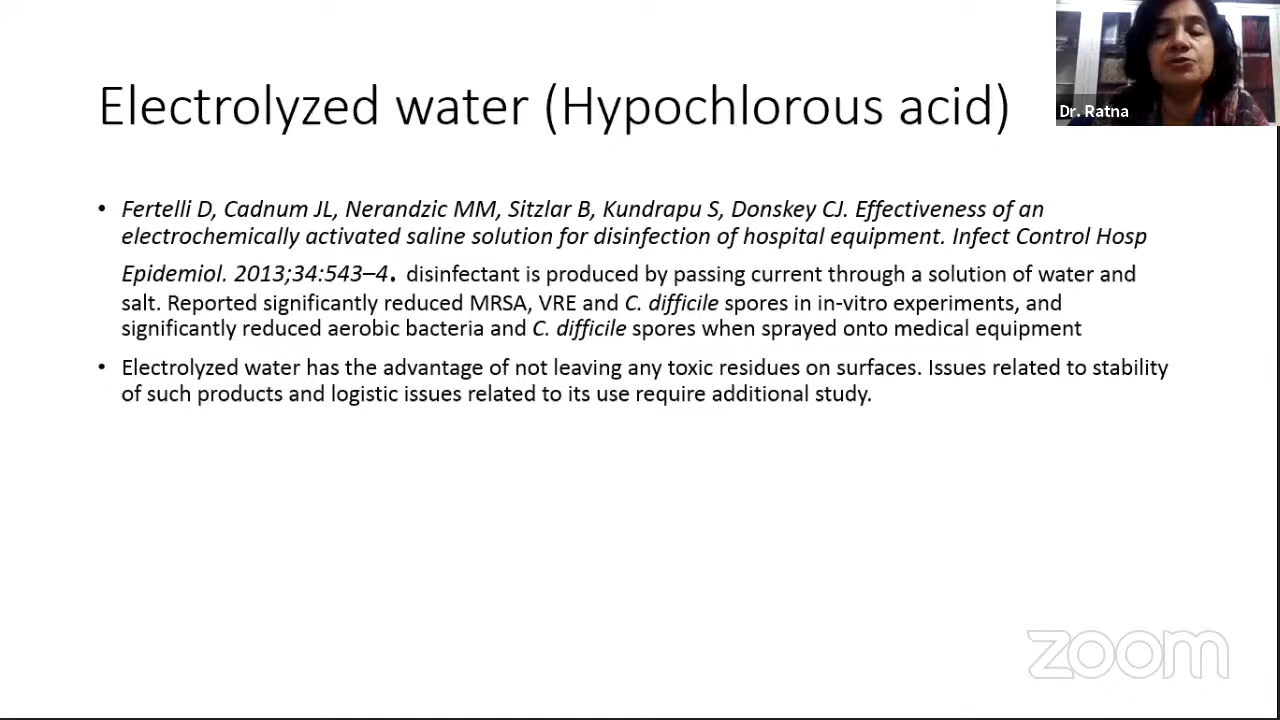 Electrolyzed water (Hypochlorous acid)
Dr. Ratna
• Fertelli D, Cadnum JL, Nerandzic MM, Sitzlar B, Kundrapu S, Donskey CJ. Effectiveness of an
electrochemically activated saline solution for disinfection of hospital equipment. Infect Control Hosp
Epidemiol. 2013;34:543–4. disinfectant is produced by passing current through a solution of water and
salt. Reported significantly reduced MRSA, VRE and C. difficile spores in in-vitro experiments, and
significantly reduced aerobic bacteria and C. difficile spores when sprayed onto medical equipment
• Electrolyzed water has the advantage of not leaving any toxic residues on surfaces. Issues related to stability
of such products and logistic issues related to its use require additional study.
zoom